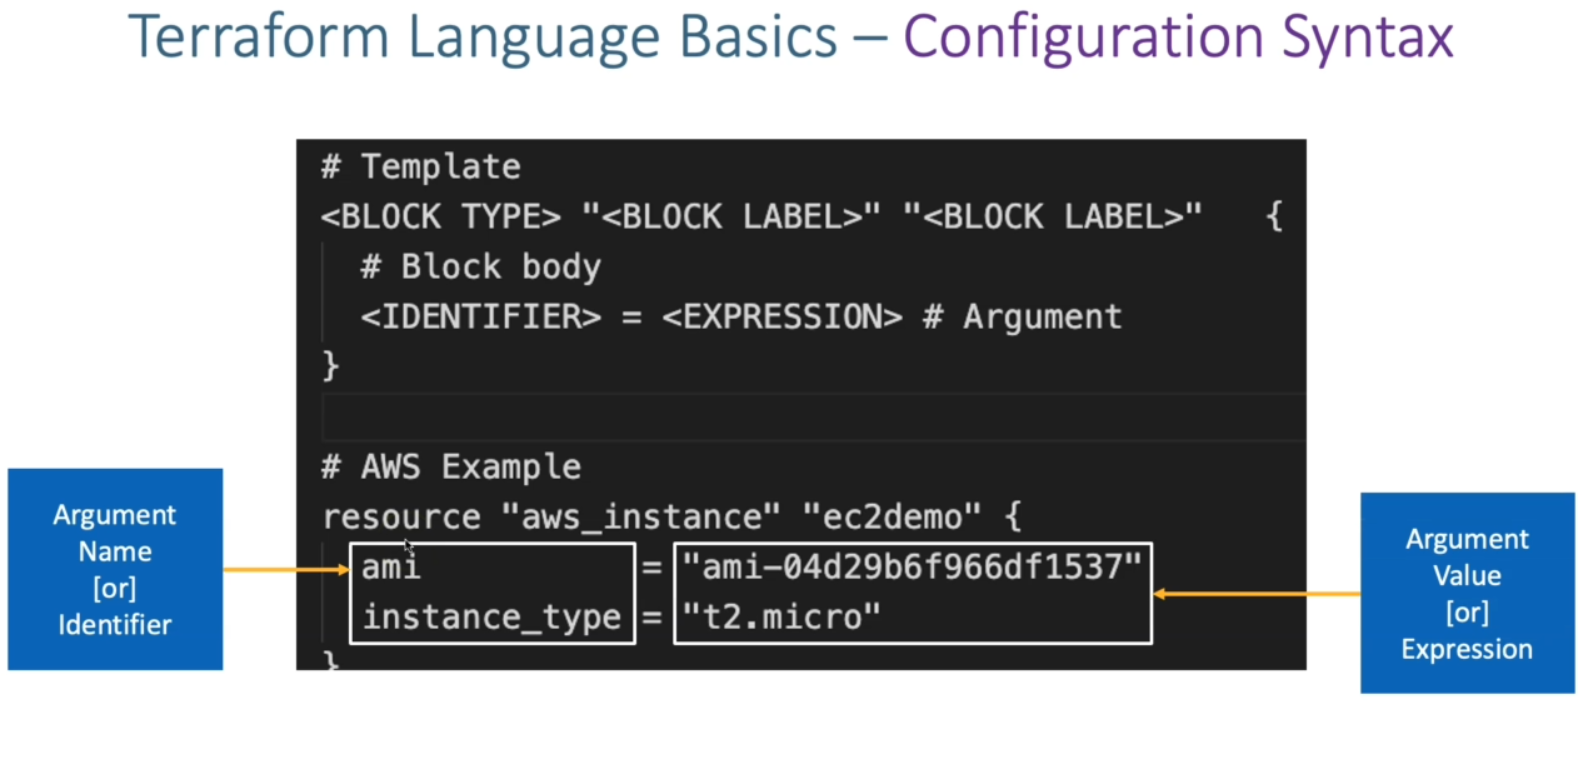 Terraform Language Basics – Configuration Syntax
# Template
<BLOCK TYPE> "<BLOCK LABEL>" "<BLOCK LABEL>" {
# Block body
<IDENTIFIER> = <EXPRESSION> # Argument
}
# AWS Example
resource "aws_instance" "ec2demo" {
ami = "ami-04d29b6f966df1537"
instance_type = "t2.micro"
}
Argument
Name
[or]
Identifier
Argument
Value
[or]
Expression